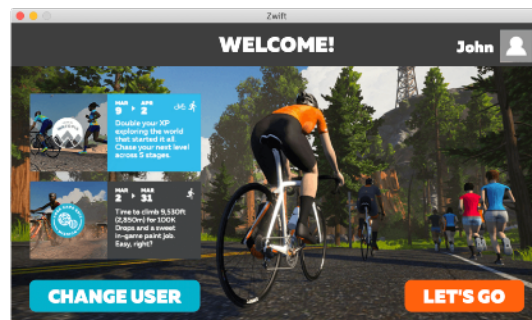 Zwift
WELCOME!
John
MAR
9
APR
2
Double your XP
exploring the world
that started it all.
Chase your next level
across 5 stages.
MAR
2
MAR
31
Time to climb 9,530ft
(2,890m) for 100K
Drops and a sweet
in-game paint job.
Easy, right?
CHANGE USER
LET'S GO